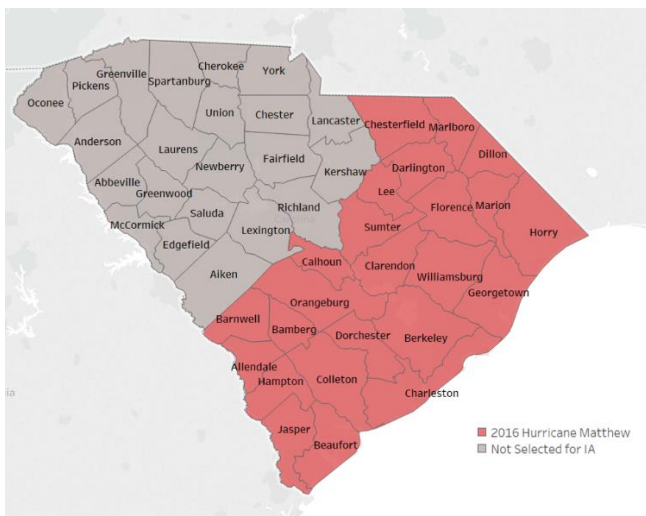 Cherokee
York
Greenville
Spartanburg
Pickens
Oconee
Union
Chester
Lancaster
Chesterfield
Marlboro
Anderson
Laurens
Dillon
Newberry
Fairfield
Kershaw
Darlington
Abbeville
Greenwood
Lee
Saluda
Richland
Florence
Marion
McCormick
Lexington
Sumter
Horry
Edgefield
Calhoun
Clarendon
Aiken
Williamsburg
Georgetown
Orangeburg
Barnwell
Bamberg
Dorchester
Berkeley
Allendale
Hampton
Colleton
Charleston
ia
Jasper
Beaufort
2016 Hurricane Matthew
Not Selected for IA